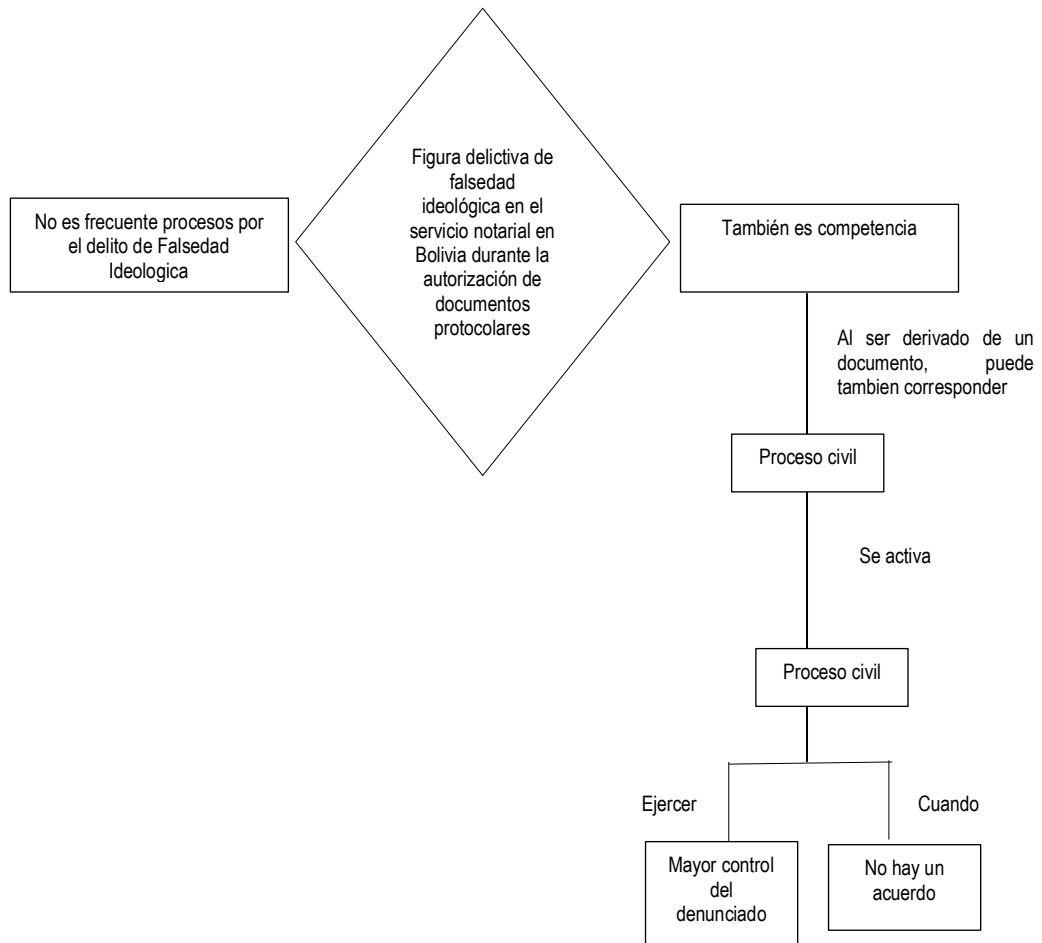 Figura delictiva de
falsedad
ideológica en el
servicio notarial en
Bolivia durante la
autorización de
documentos
protocolares
No es frecuente procesos por
el delito de Falsedad
Ideologica
También es competencia
Al ser derivado de un
documento, puede
tambien corresponder
Proceso civil
Se activa
Proceso civil
Ejercer
Cuando
Mayor control
del
denunciado
No hay un
acuerdo